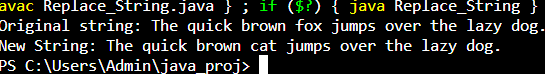 avac Replace_String.java } ; if ($?) { java Replace_String }
Original string: The quick brown fox jumps over the lazy dog.
New String: The quick brown cat jumps over the lazy dog.
PS C:\Users\Admin\java_proj>